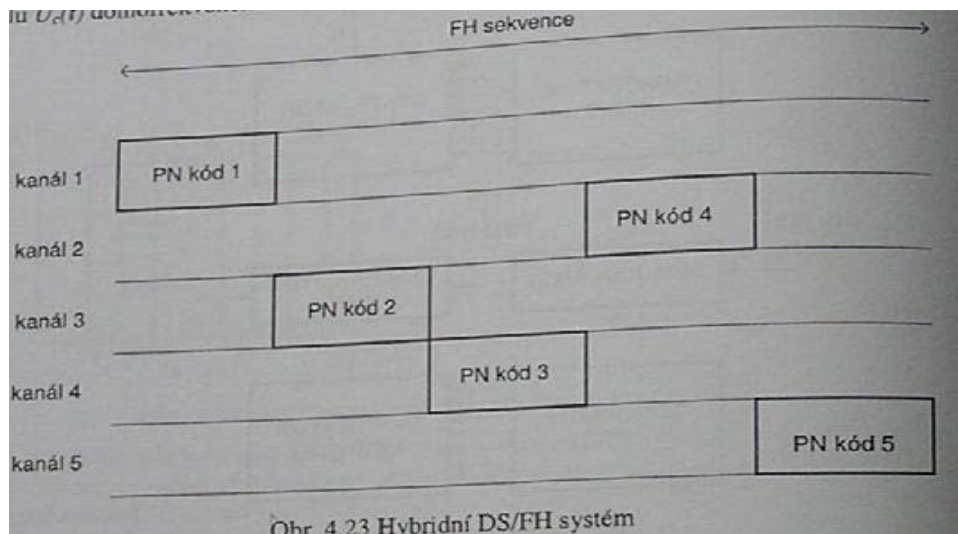 FH sekvence
kanál 1
PN kód 1
PN kód 4
kanál 2
PN kód 2
kanál 3
PN kód 3
kanál 4
PN kód 5
kanál 5
Obr. 4.23 Hybridní DS/FH systém